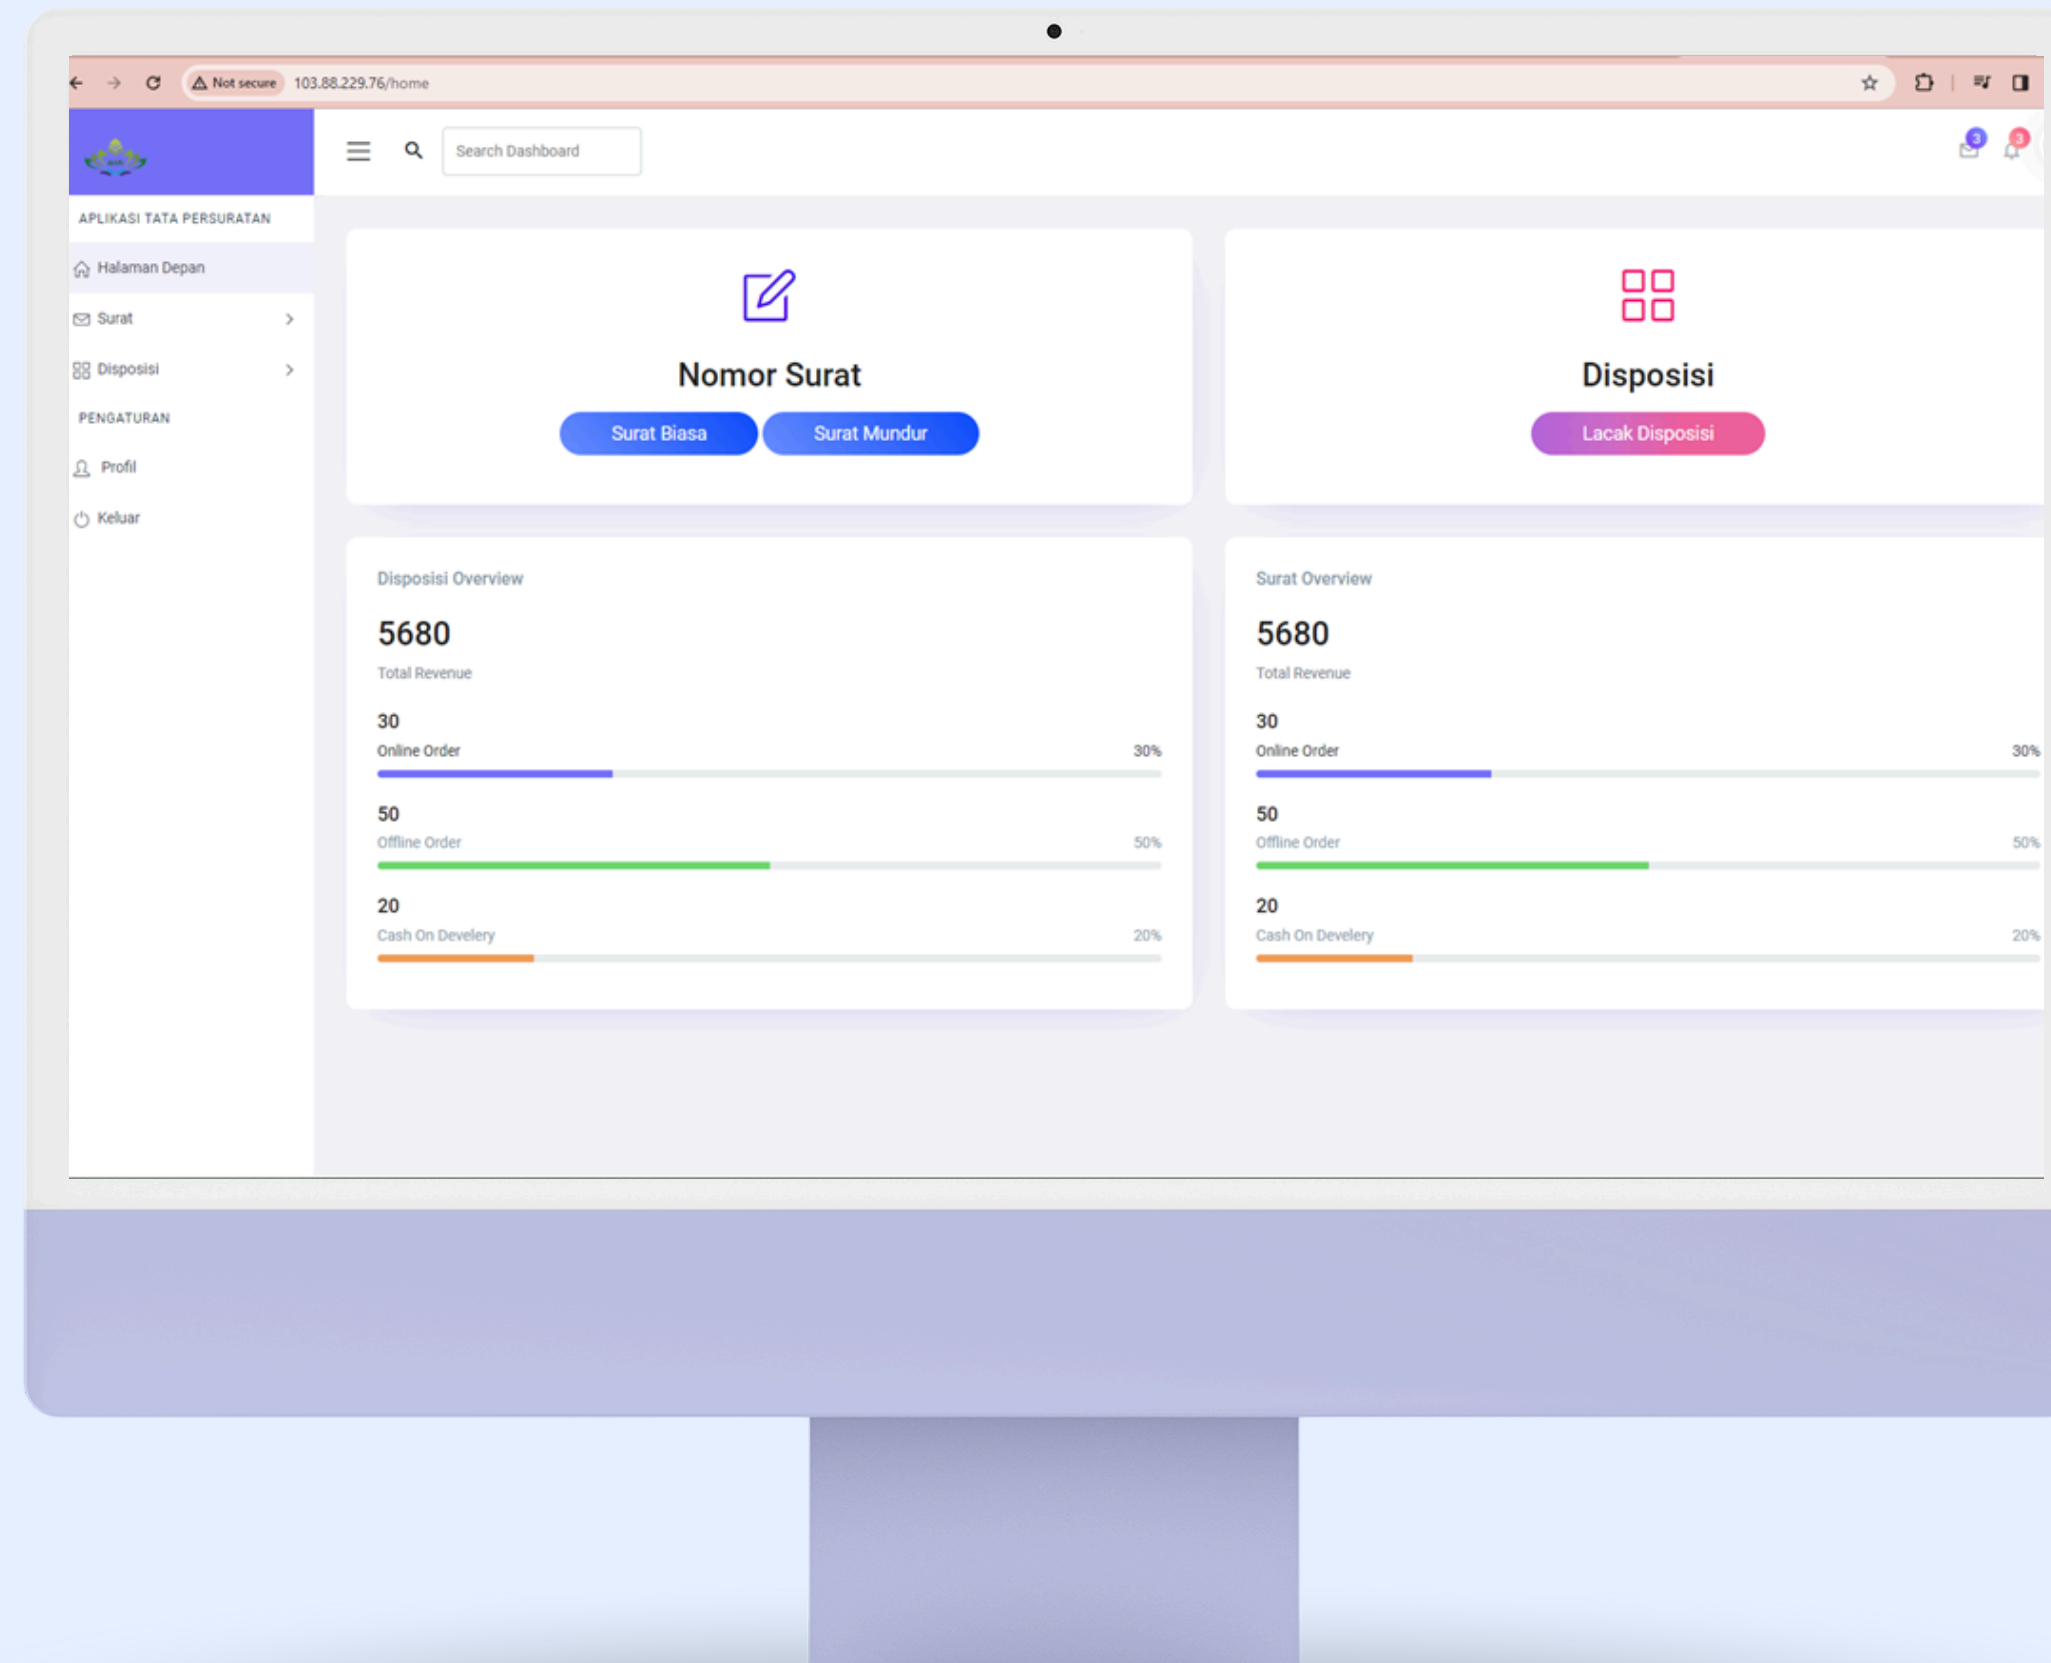 Not secure 103.88.229.76/home
Search Dashboard
3 3
APLIKASI TATA PERSURATAN
Halaman Depan
Surat
Disposisi
PENGATURAN
Profil
Keluar
Nomor Surat
Surat Biasa Surat Mundur
Disposisi
Lacak Disposisi
Disposisi Overview
5680
Total Revenue
30
Online Order 30%
50
Offline Order 50%
20
Cash On Develery 20%
Surat Overview
5680
Total Revenue
30
Online Order 30%
50
Offline Order 50%
20
Cash On Develery 20%